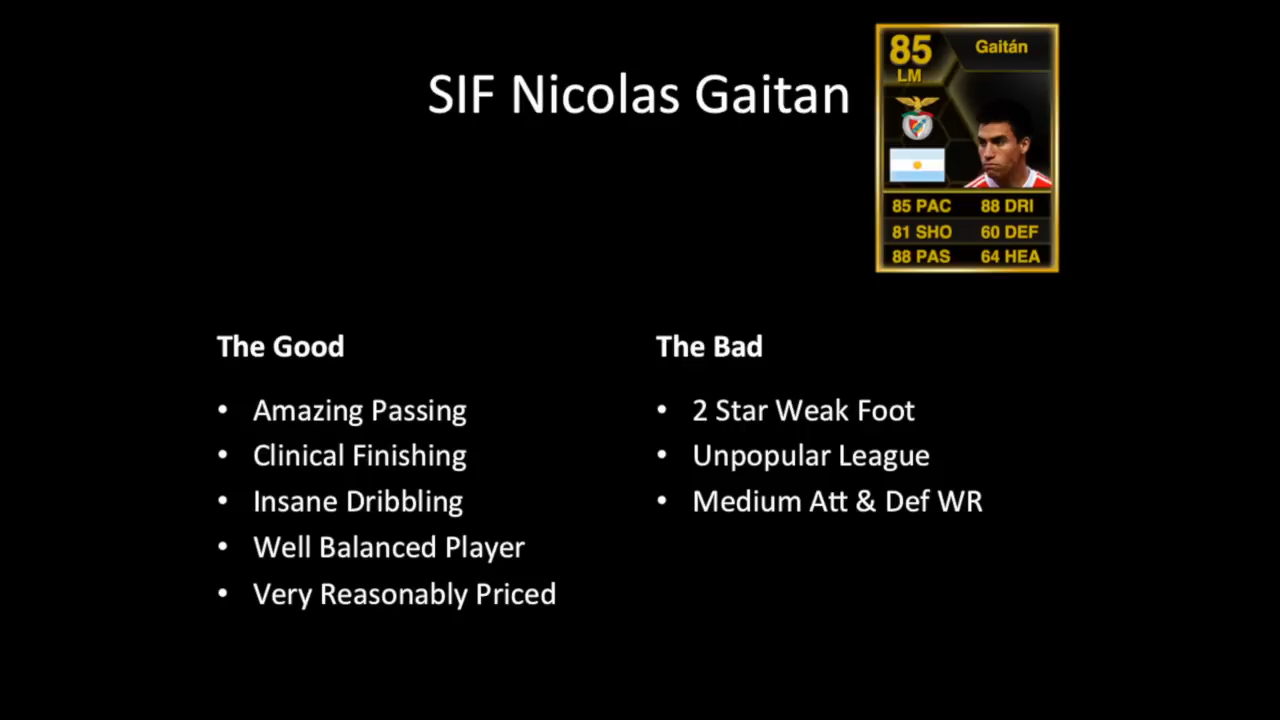 SIF Nicolas Gaitan
85
LM
Gaitán
85 PAC 88 DRI
81 SHO 60 DEF
88 PAS 64 HEA
The Good
• Amazing Passing
• Clinical Finishing
• Insane Dribbling
• Well Balanced Player
• Very Reasonably Priced
The Bad
• 2 Star Weak Foot
• Unpopular League
• Medium Att & Def WR